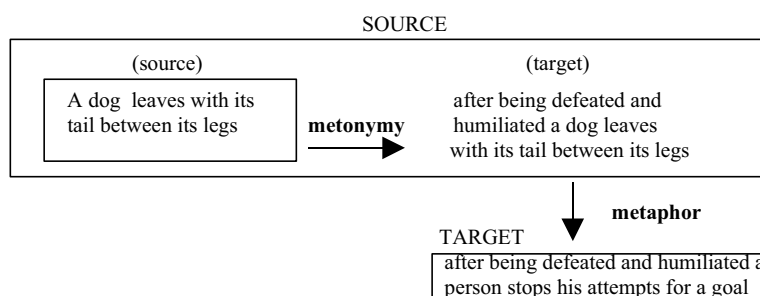 SOURCE
(source)
(target)
A dog leaves with its
tail between its legs
metonymy
after being defeated and
humiliated a dog leaves
with its tail between its legs
metaphor
TARGET
after being defeated and humiliated a
person stops his attempts for a goal